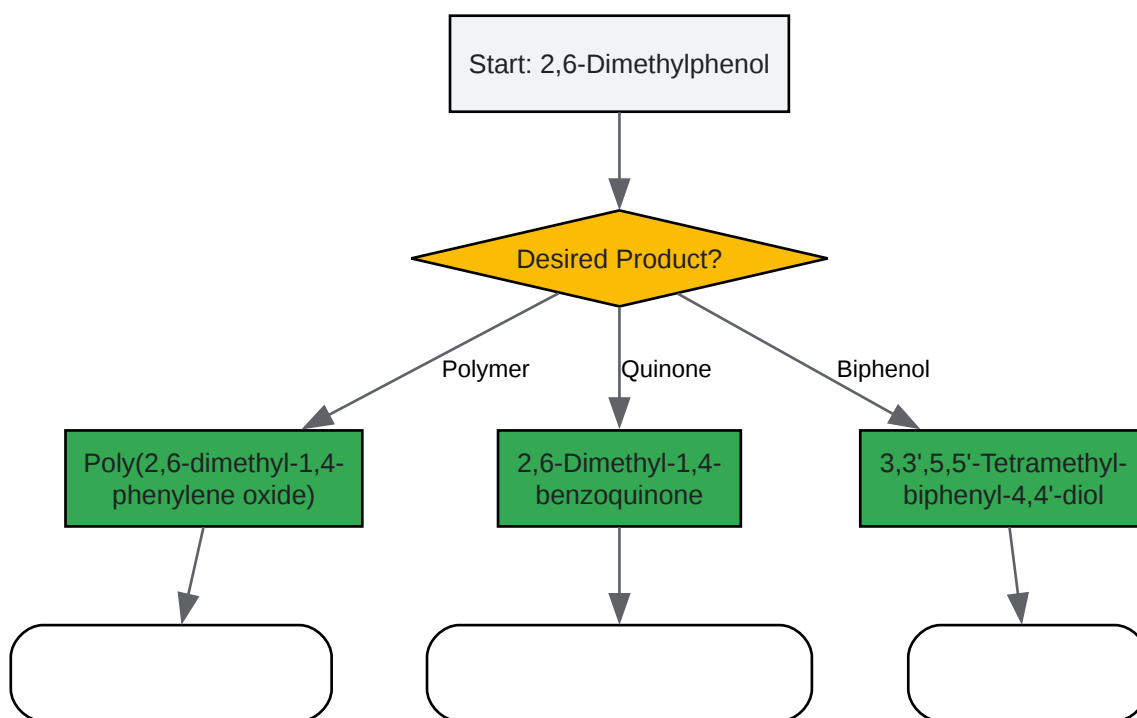 Start: 2,6-Dimethylphenol
Desired Product?
Polymer
Quinone
Biphenol
Poly(2,6-dimethyl-1,4-
phenylene oxide)
2,6-Dimethyl-1,4-
benzoquinone
3,3',5,5'-Tetramethyl-
biphenyl-4,4'-diol